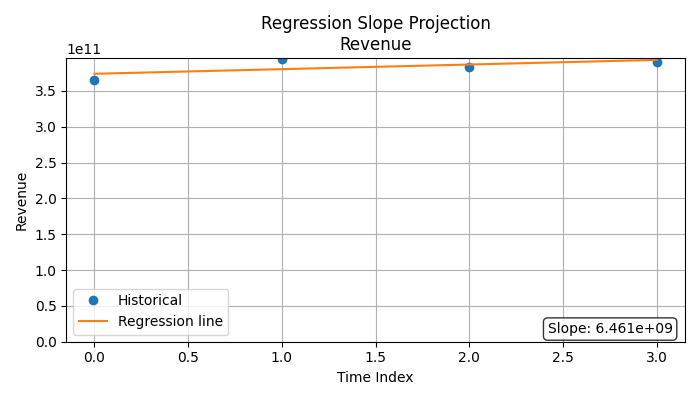 Regression Slope Projection
Revenue
1e11
3.5
3.0
2.5
2.0
1.5
1.0
0.5
0.0
Revenue
Historical
Regression line
Slope: 6.461e+09
0.0 0.5 1.0 1.5 2.0 2.5 3.0
Time Index